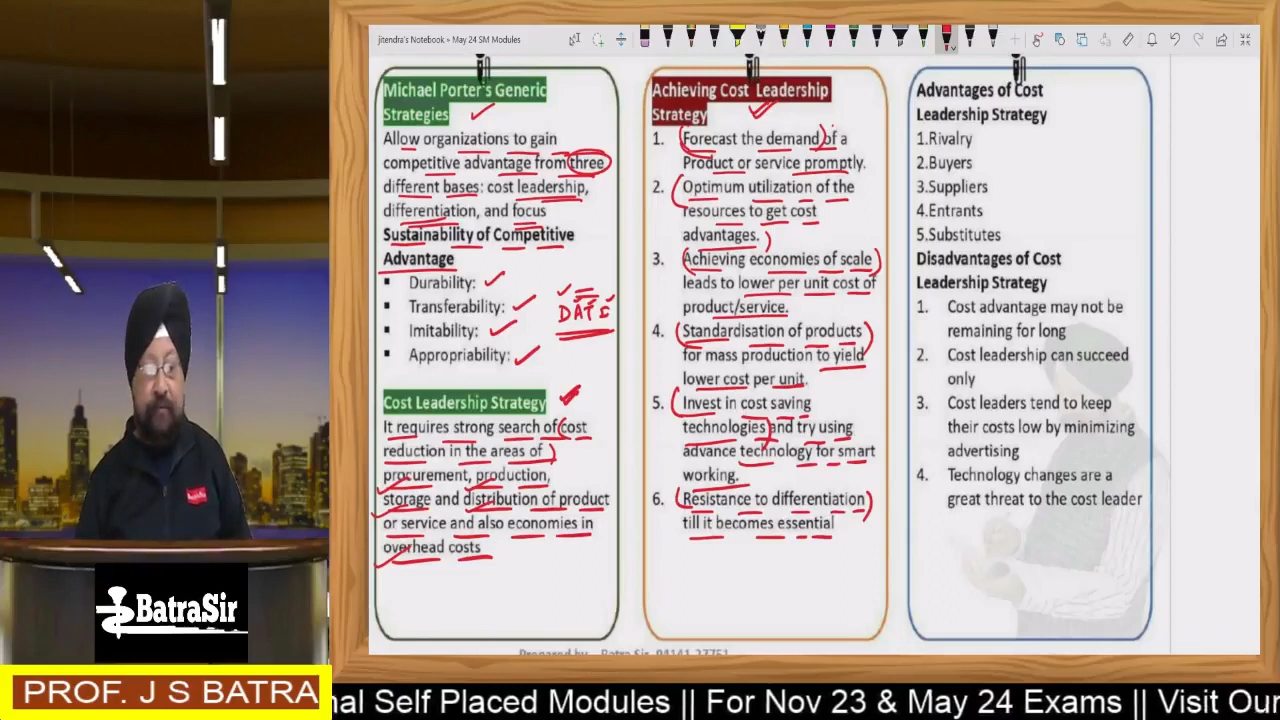 jitendra's Notebook » May 24 SM Modules
Michael Porter's Generic
Strategies
Allow organizations to gain
competitive advantage from three
different bases: cost leadership,
differentiation, and focus
Sustainability of Competitive
Advantage
▪ Durability:
▪ Transferability:
▪ Imitability:
▪ Appropriability:
DATI
Cost Leadership Strategy
It requires strong search of cost
reduction in the areas of
procurement, production,
storage and distribution of product
or service and also economies in
overhead costs
Achieving Cost Leadership
Strategy
1. Forecast the demand of a
Product or service promptly.
2. Optimum utilization of the
resources to get cost
advantages.
3. Achieving economies of scale
leads to lower per unit cost of
product/service.
4. Standardisation of products
for mass production to yield
lower cost per unit.
5. Invest in cost saving
technologies and try using
advance technology for smart
working.
6. Resistance to differentiation
till it becomes essential
Advantages of Cost
Leadership Strategy
1.Rivalry
2.Buyers
3.Suppliers
4.Entrants
5.Substitutes
Disadvantages of Cost
Leadership Strategy
1. Cost advantage may not be
remaining for long
2. Cost leadership can succeed
only
3. Cost leaders tend to keep
their costs low by minimizing
advertising
4. Technology changes are a
great threat to the cost leader
Prepared by Batra Sir
BatraSir
PROF. J S BATRA
nal Self Placed Modules || For Nov 23 & May 24 Exams || Visit Our